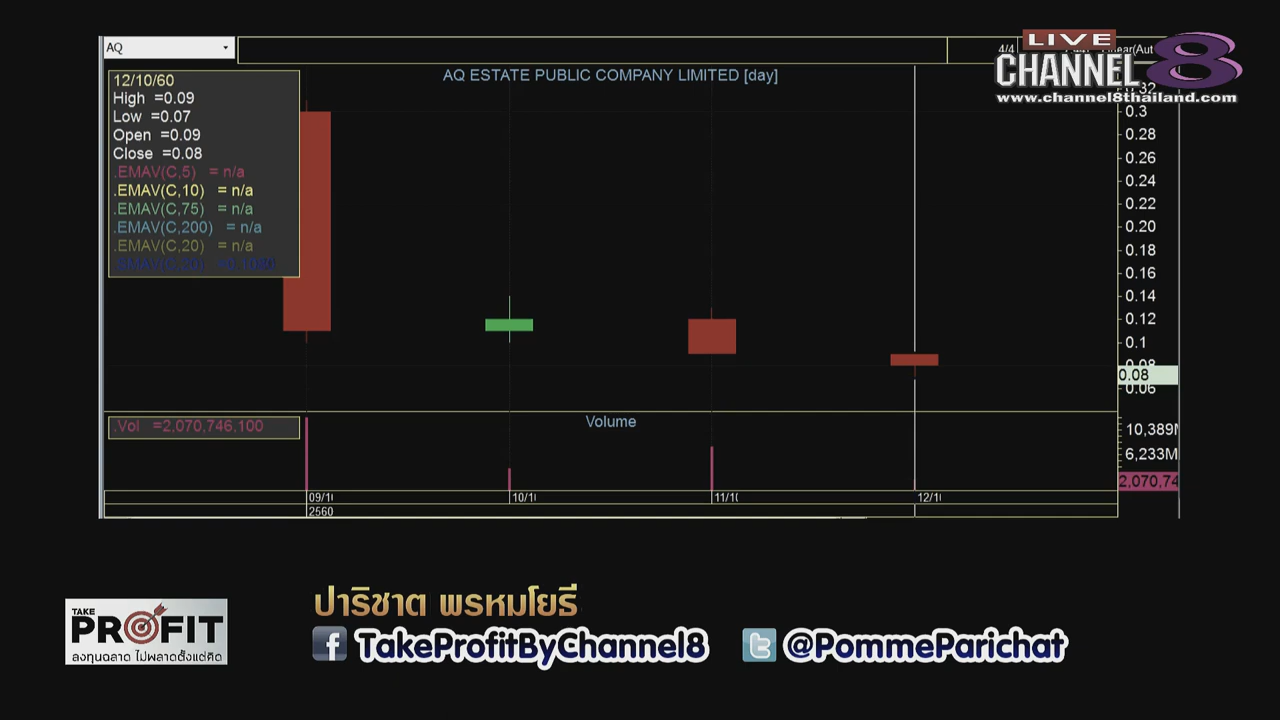 AQ
LIVE
CHANNEL 8
www.channel8thailand.com
4/4
AQ ESTATE PUBLIC COMPANY LIMITED [day]
12/10/60
High =0.09
Low =0.07
Open =0.09
Close =0.08
.EMAV(C,5) = n/a
.EMAV(C,10) = n/a
.EMAV(C,75) = n/a
.EMAV(C,200) = n/a
.EMAV(C,20) = n/a
0.32
0.3
0.28
0.26
0.24
0.22
0.20
0.18
0.16
0.14
0.12
0.1
0.08
0.08
0.06
.Vol =2,070,746,100
Volume
10,389M
6,233M
2,070,74
09/1 10/1 11/1 12/1
2560
TAKE
PROFIT
ลงทุนฉลาด ไม่พลาดตั้งแต่คิด
ปาริชาต พรหมโยธี
TakeProfitByChannel8
@PommeParichat